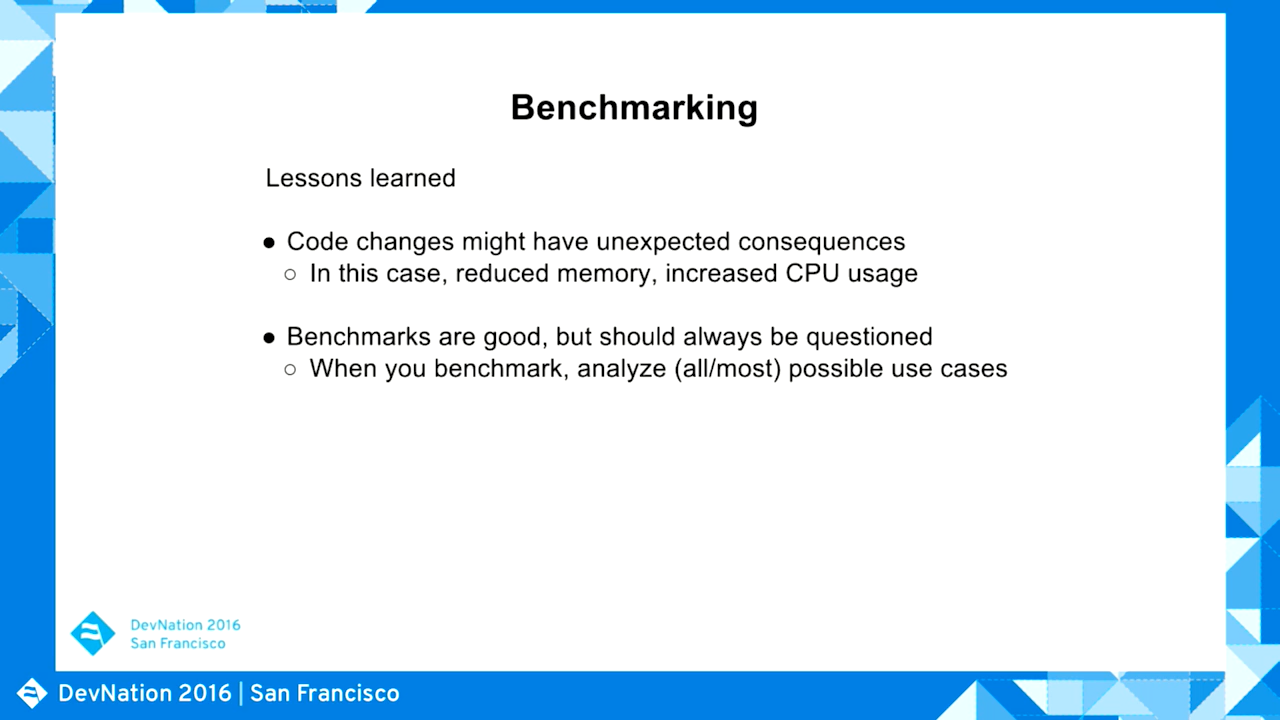 Benchmarking
Lessons learned
● Code changes might have unexpected consequences
○ In this case, reduced memory, increased CPU usage
● Benchmarks are good, but should always be questioned
○ When you benchmark, analyze (all/most) possible use cases
DevNation 2016
San Francisco
DevNation 2016 | San Francisco